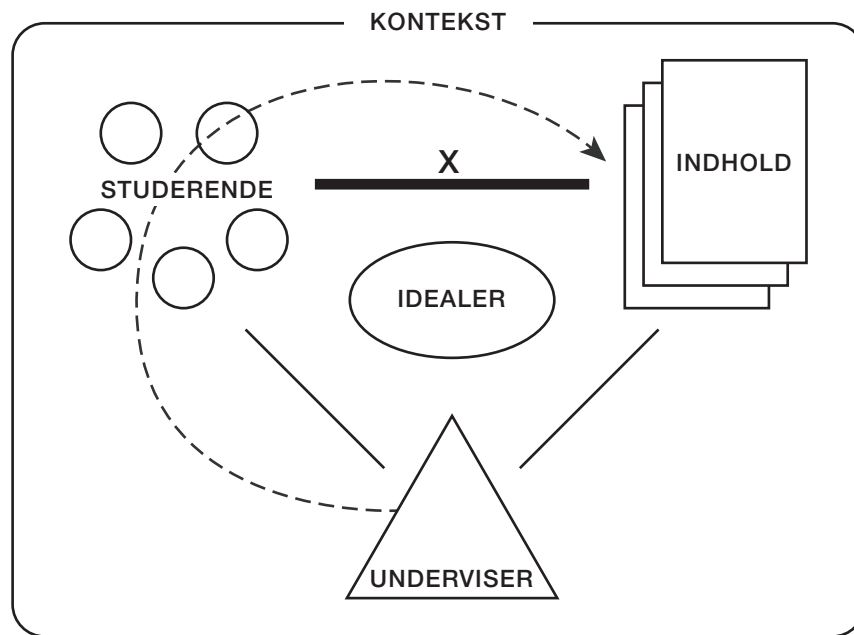 KONTEKST
X
INDHOLD
STUDERENDE
IDEALER
UNDERVISER